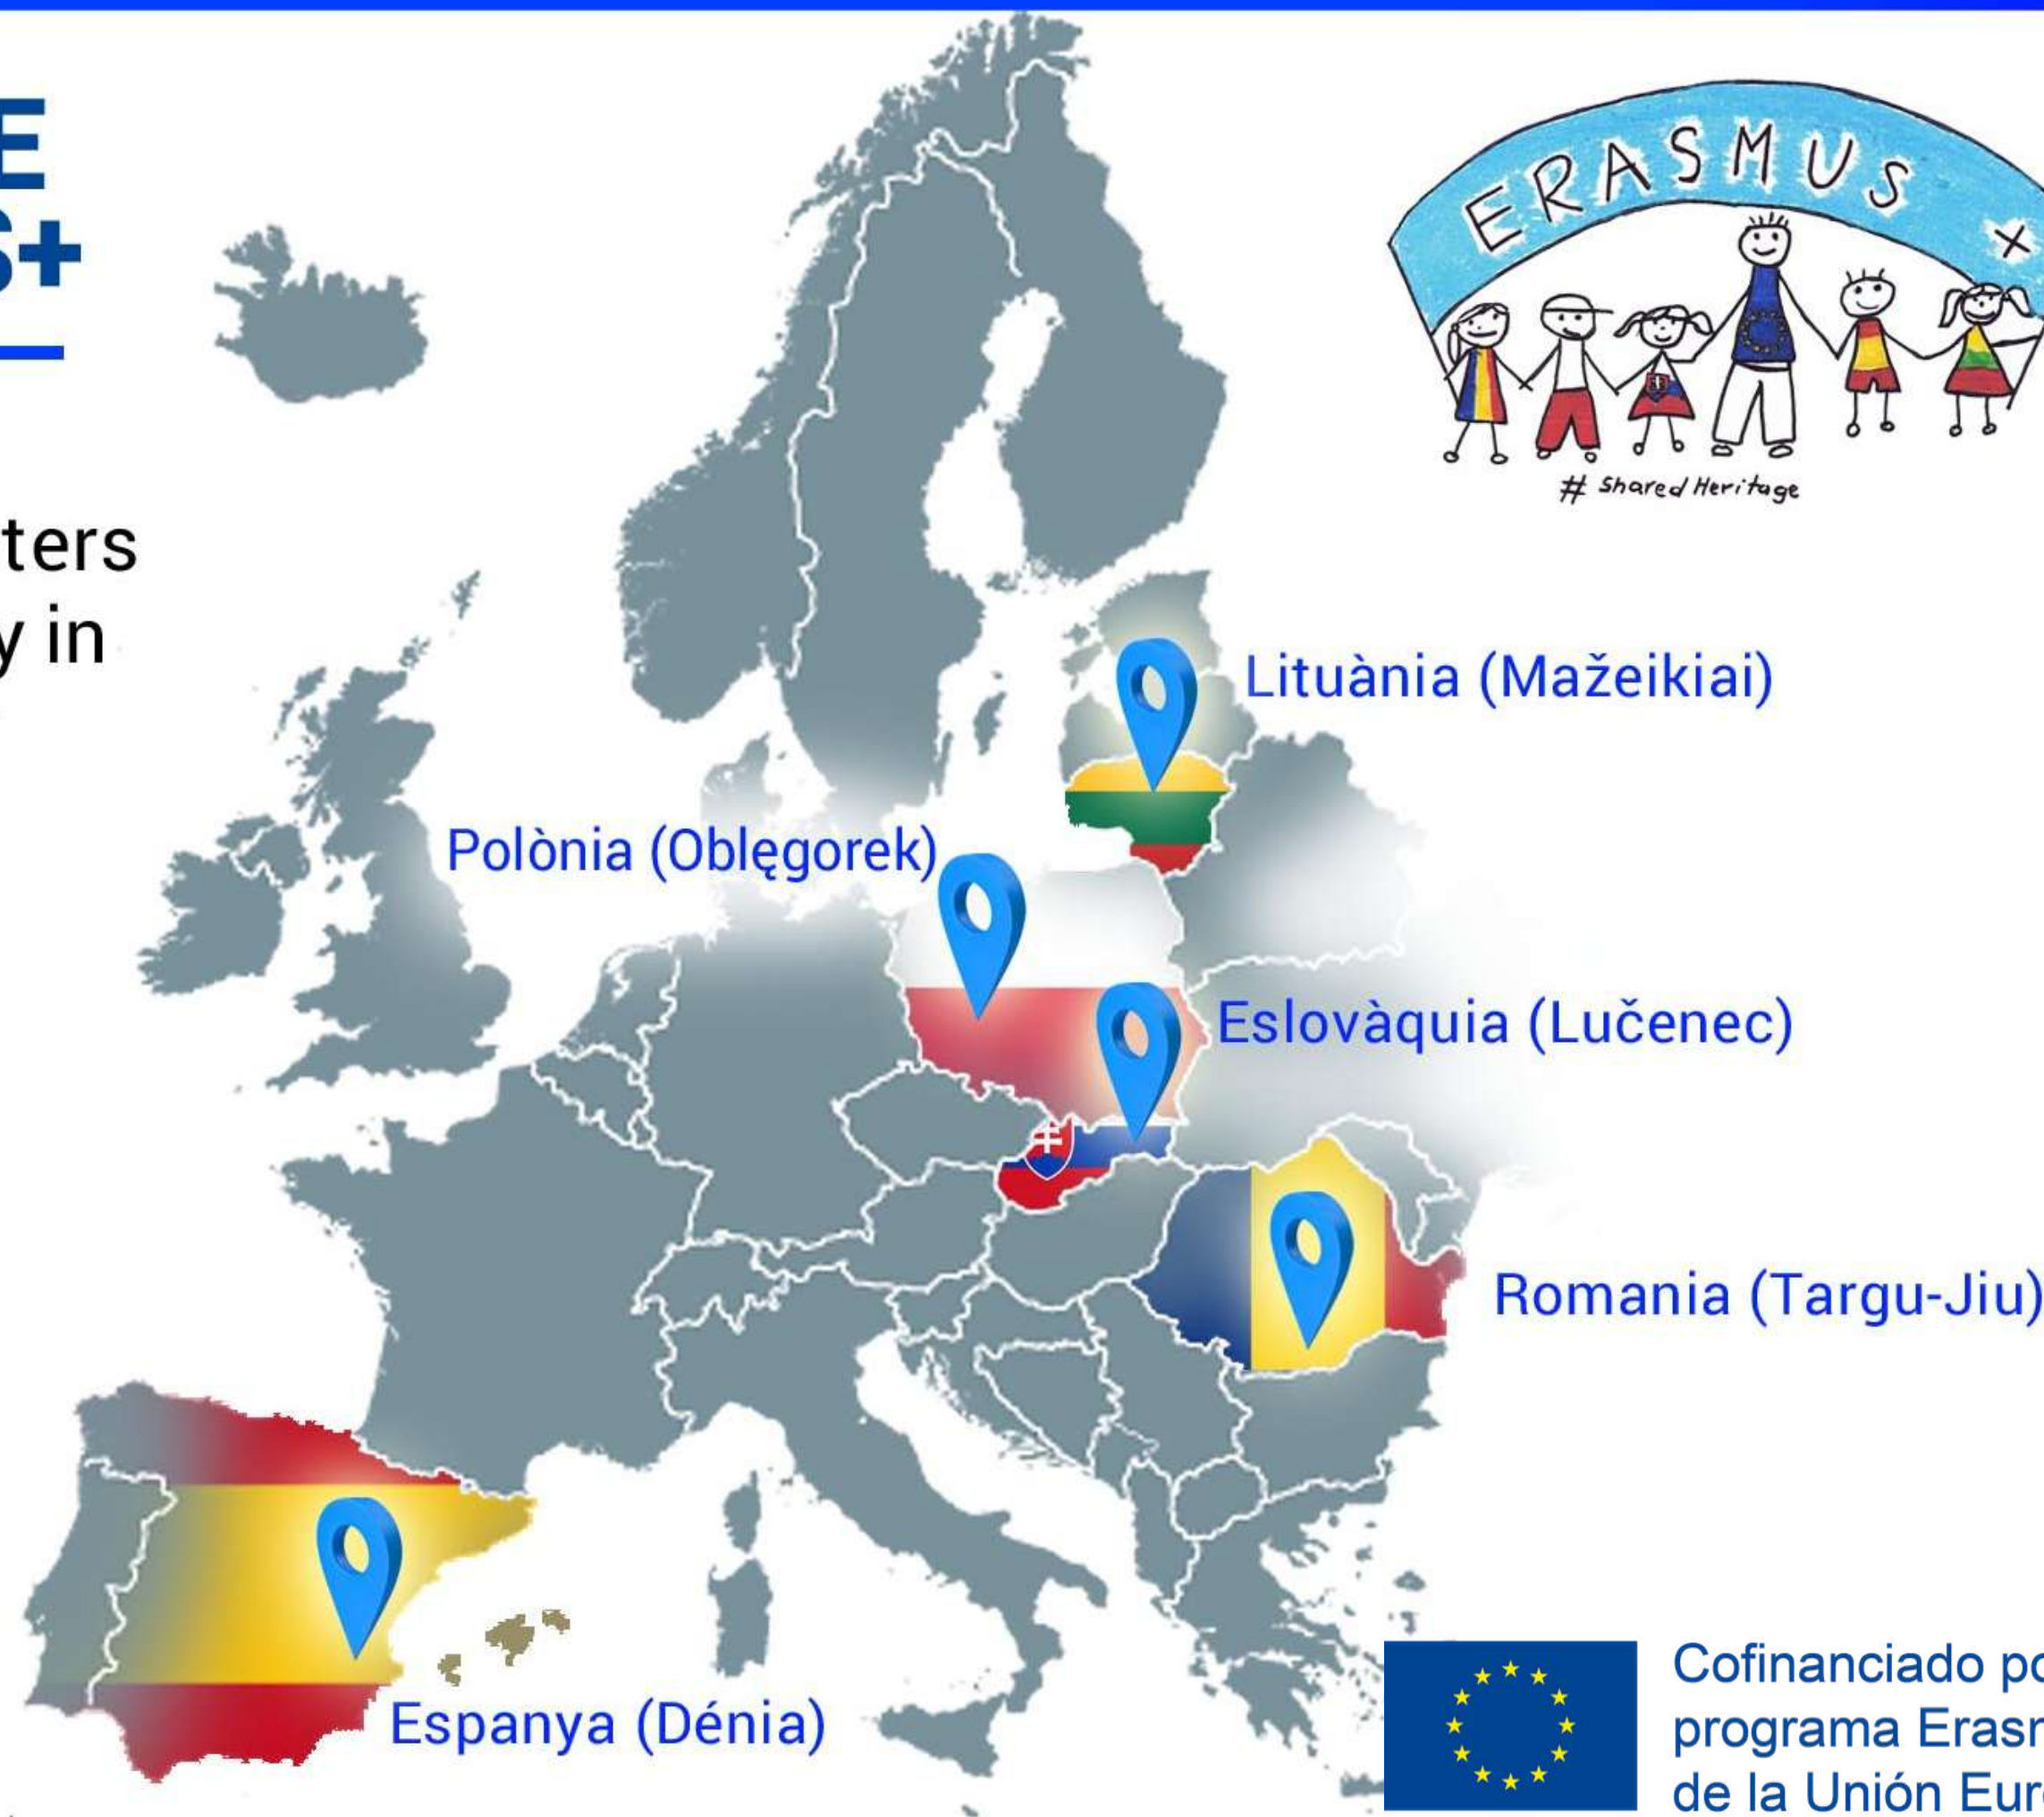 E
S+
ERASMUS +
# Shared Heritage
ters
y in
Lituània (Mažeikiai)
Polònia (Oblęgorek)
Eslovàquia (Lučenec)
Romania (Targu-Jiu)
Espanya (Dénia)
Cofinanciado po
programa Erasm
de la Unión Eur